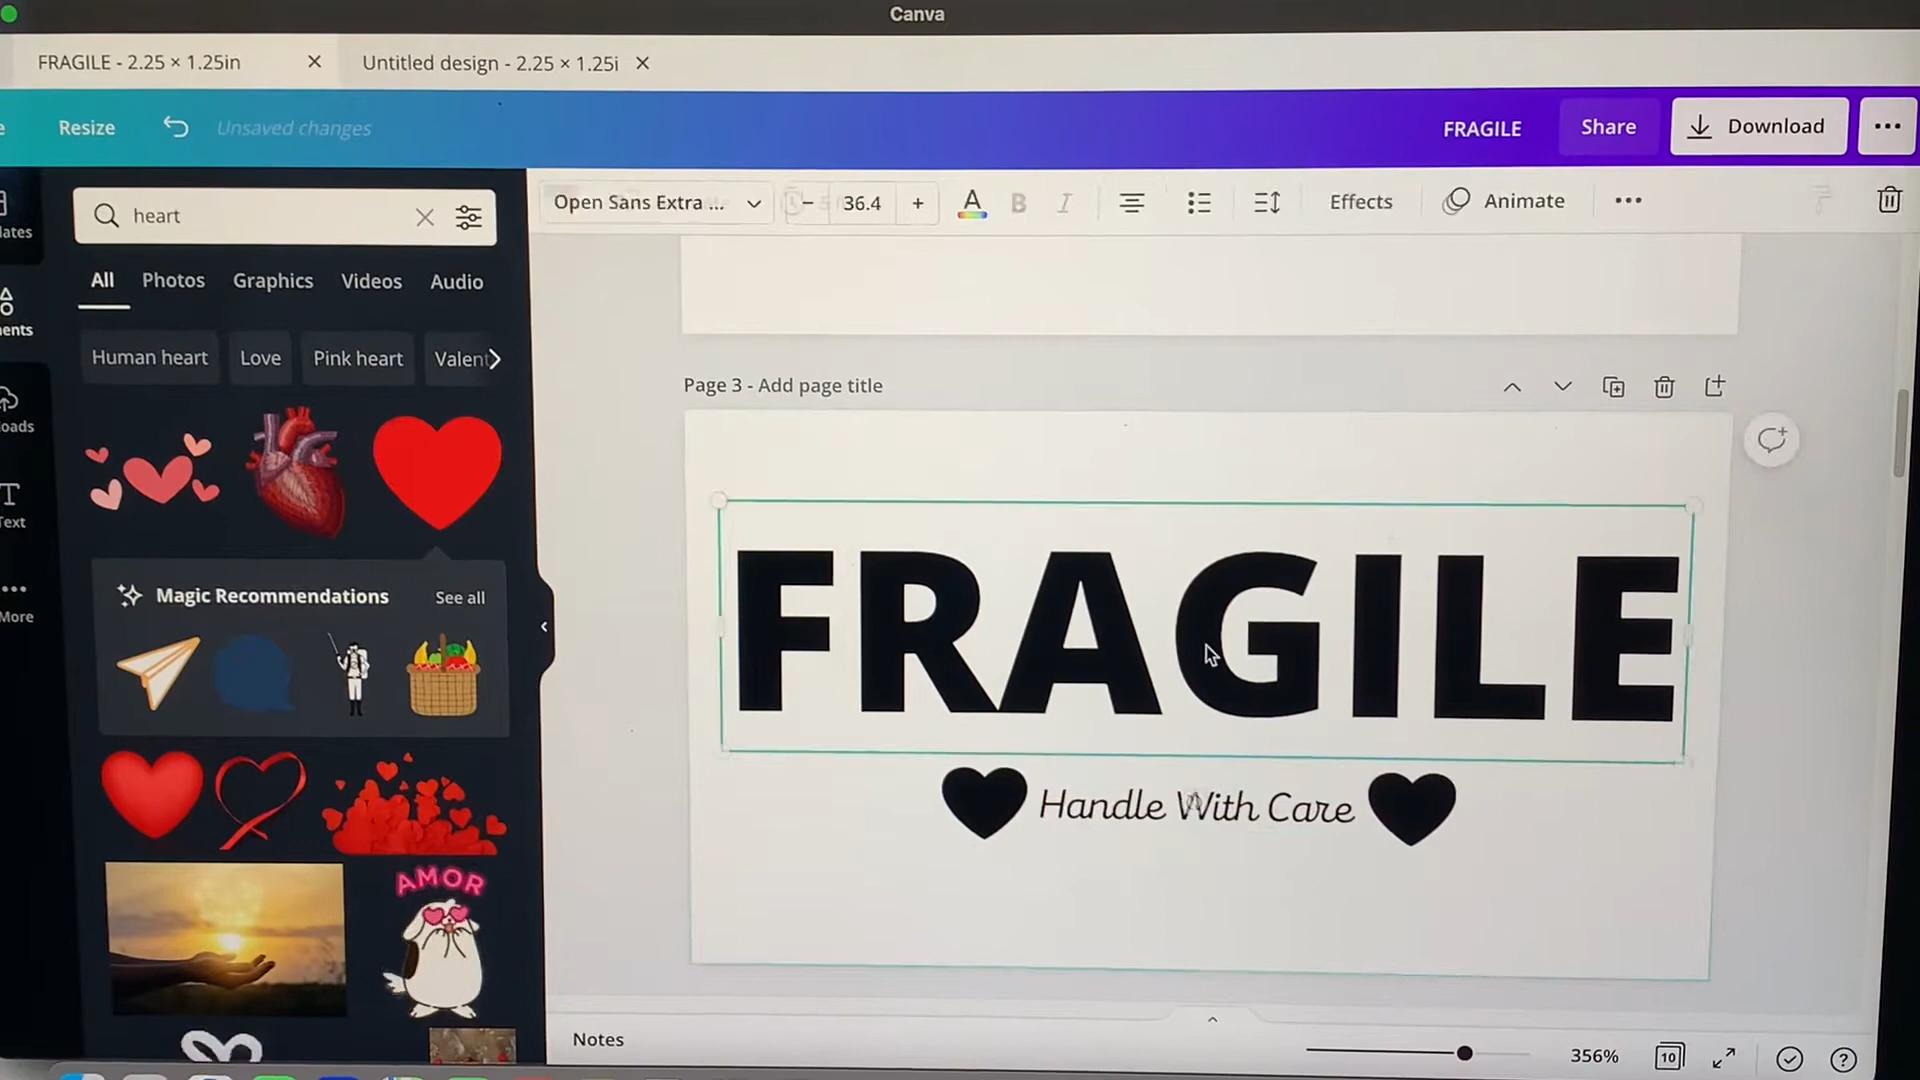 Canva
FRAGILE - 2.25 × 1.25in
Untitled design - 2.25 × 1.25i
Resize
Unsaved changes
FRAGILE
Share
Download
heart
Open Sans Extra ...
36.4
A
B
I
Effects
Animate
All
Photos
Graphics
Videos
Audio
Human heart
Love
Pink heart
Valent
Page 3 - Add page title
Magic Recommendations
See all
Text
More
FRAGILE
Handle With Care
AMOR
Notes
356%
10